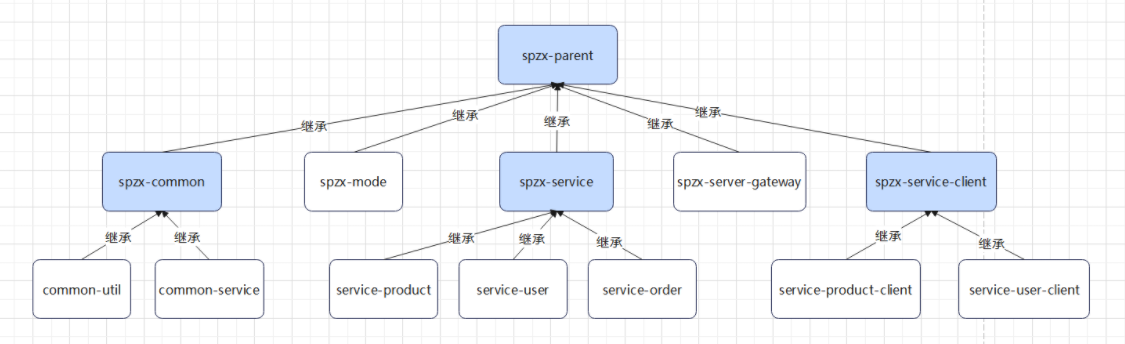 spzx-parent
继承
继承
继承
继承
继承
spzx-common
spzx-mode
spzx-service
spzx-server-gateway
spzx-service-client
继承
继承
继承
继承
继承
继承
继承
common-util
common-service
service-product
service-user
service-order
service-product-client
service-user-client